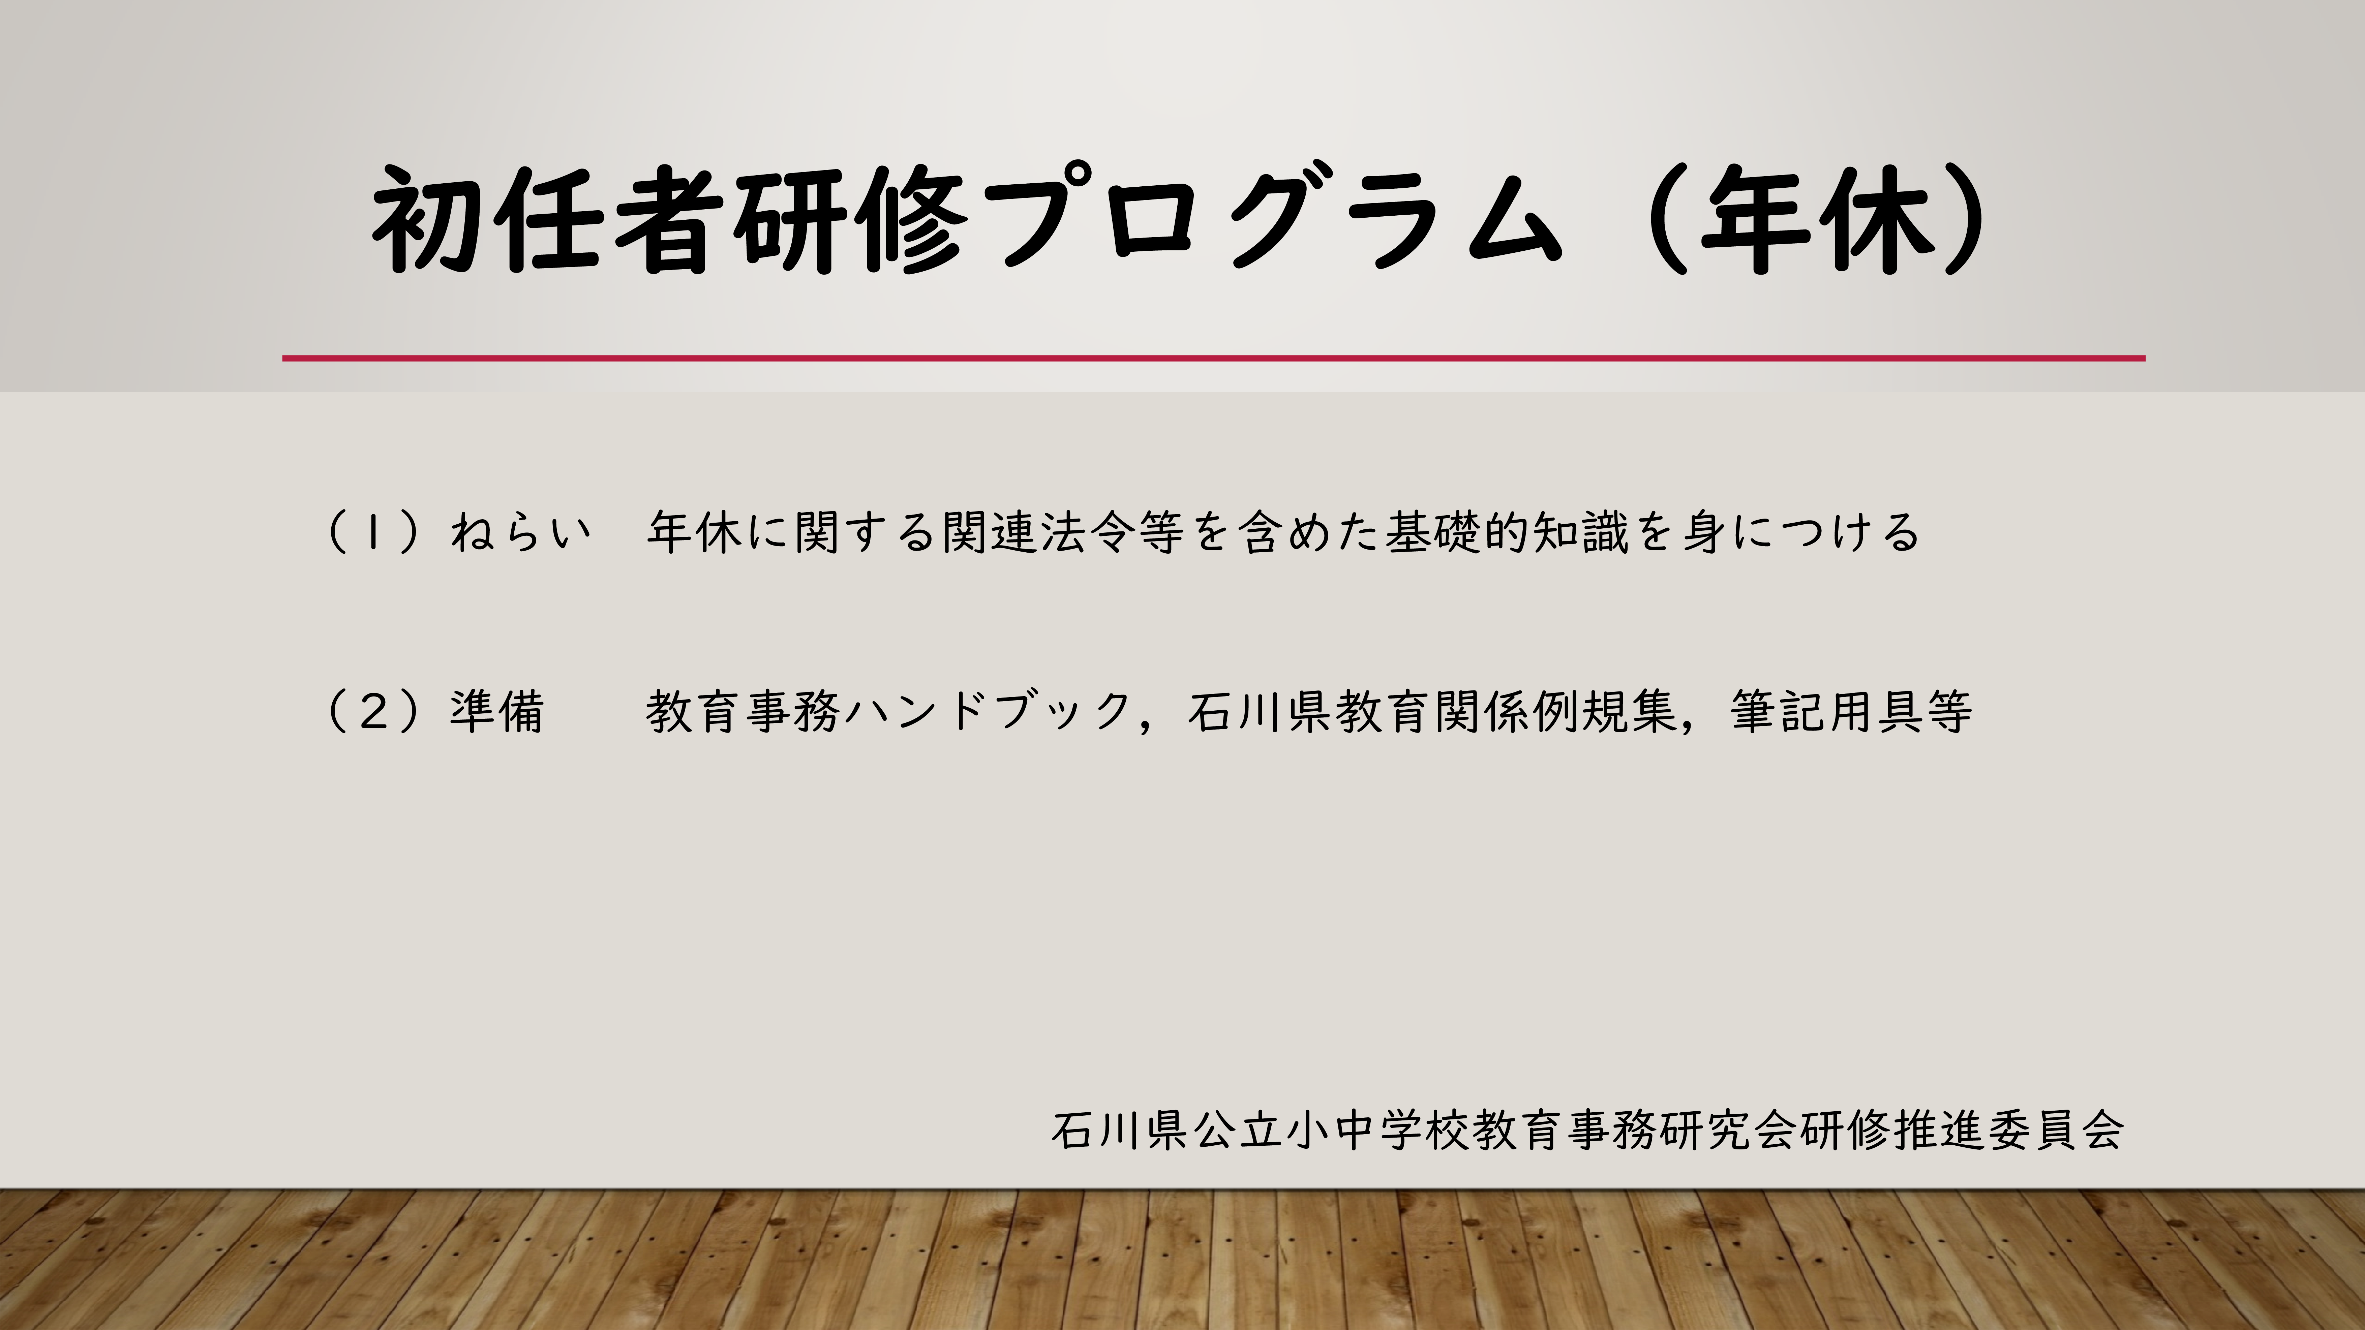 初任者研修プログラム（年休）
（１）ねらい　年休に関する関連法令等を含めた基礎的知識を身につける
（２）準備　　教育事務ハンドブック，石川県教育関係例規集，筆記用具等
石川県公立小中学校教育事務研究会研修推進委員会